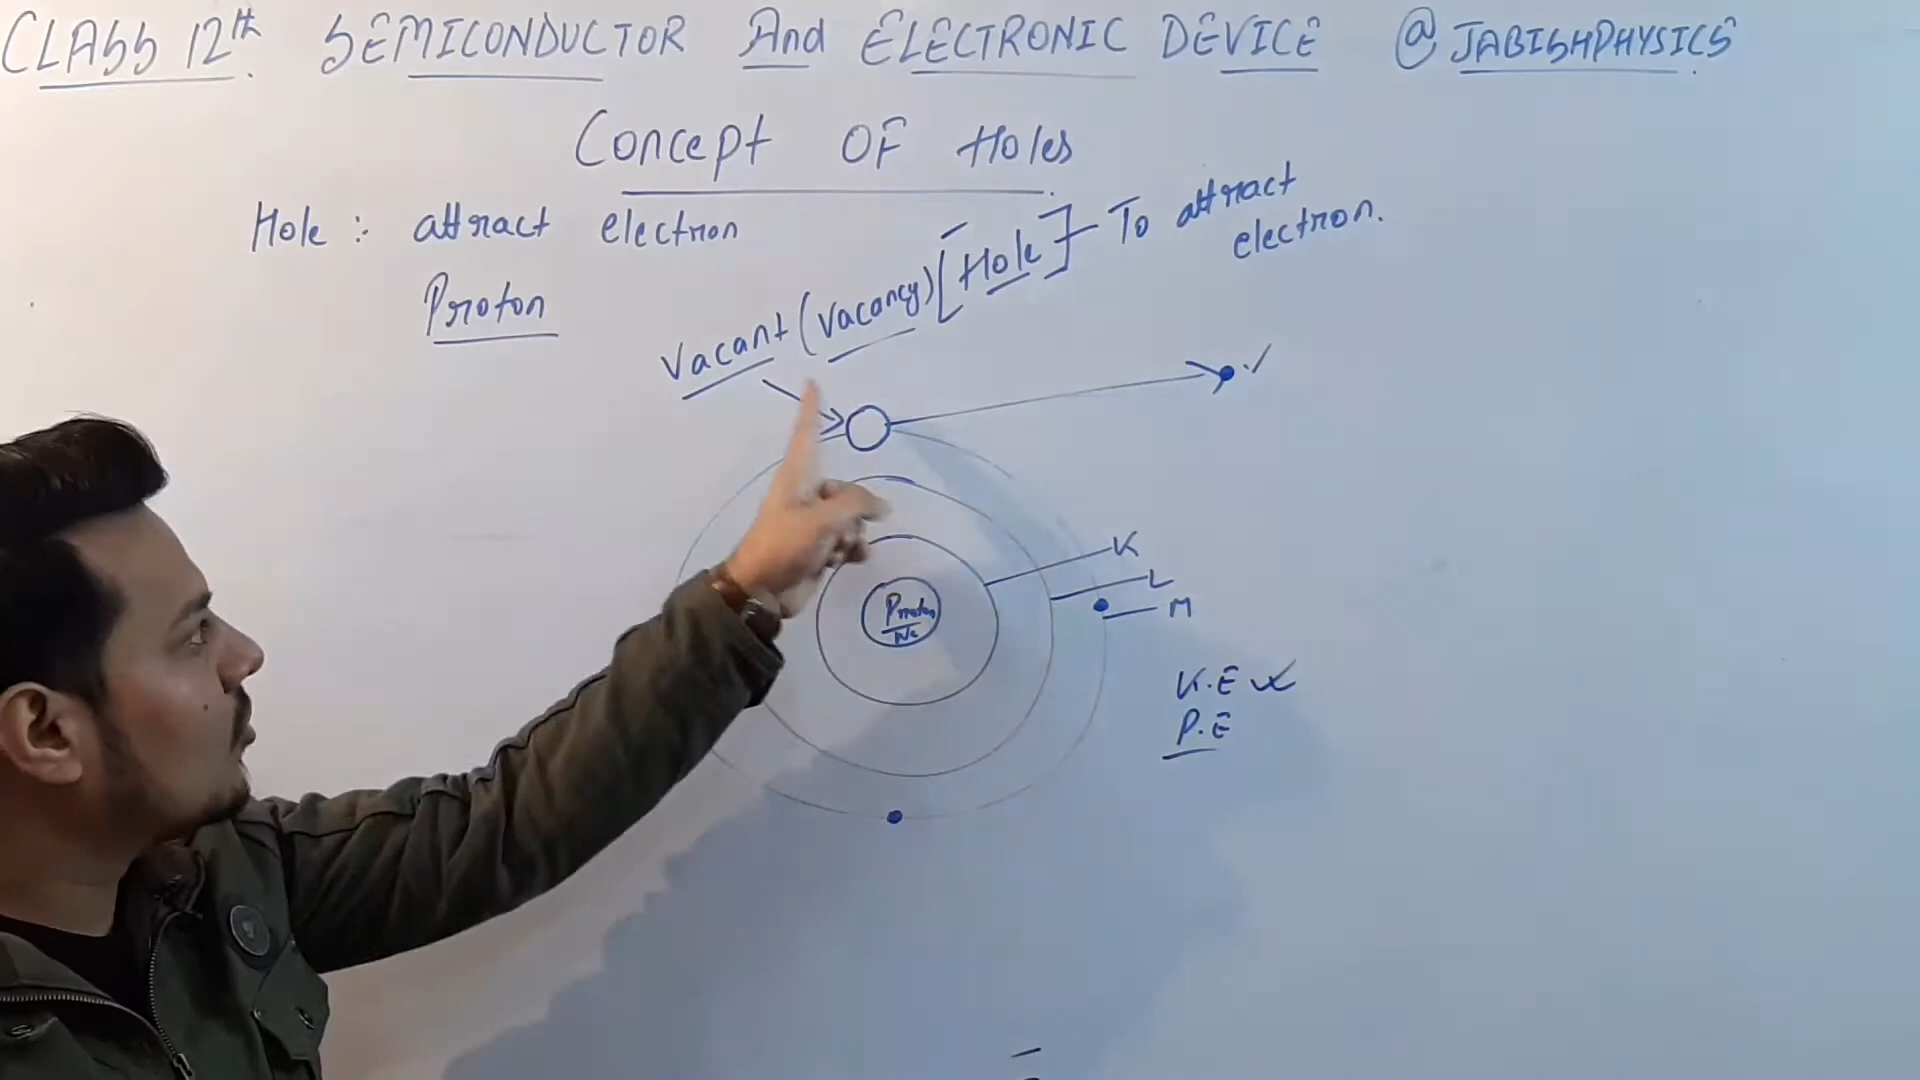 CLASS 12th SEMICONDUCTOR And ELECTRONIC DEVICE @JABISHPHYSICS
Concept OF Holes
Hole : attract electron
Proton
Vacant (Vacancy) [Hole] To attract
electron.
K
L
M
Proton
K.E
P.E